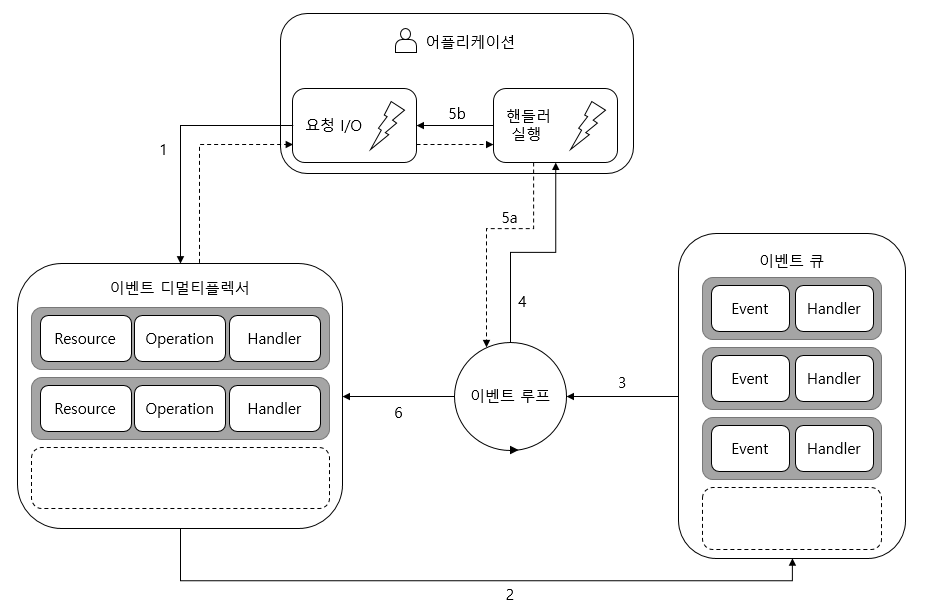 어플리케이션
요청 I/O
5b
핸들러
실행
1
5a
4
이벤트 디멀티플렉서
Resource Operation Handler
Resource Operation Handler
6
이벤트 루프
3
이벤트 큐
Event Handler
Event Handler
Event Handler
2